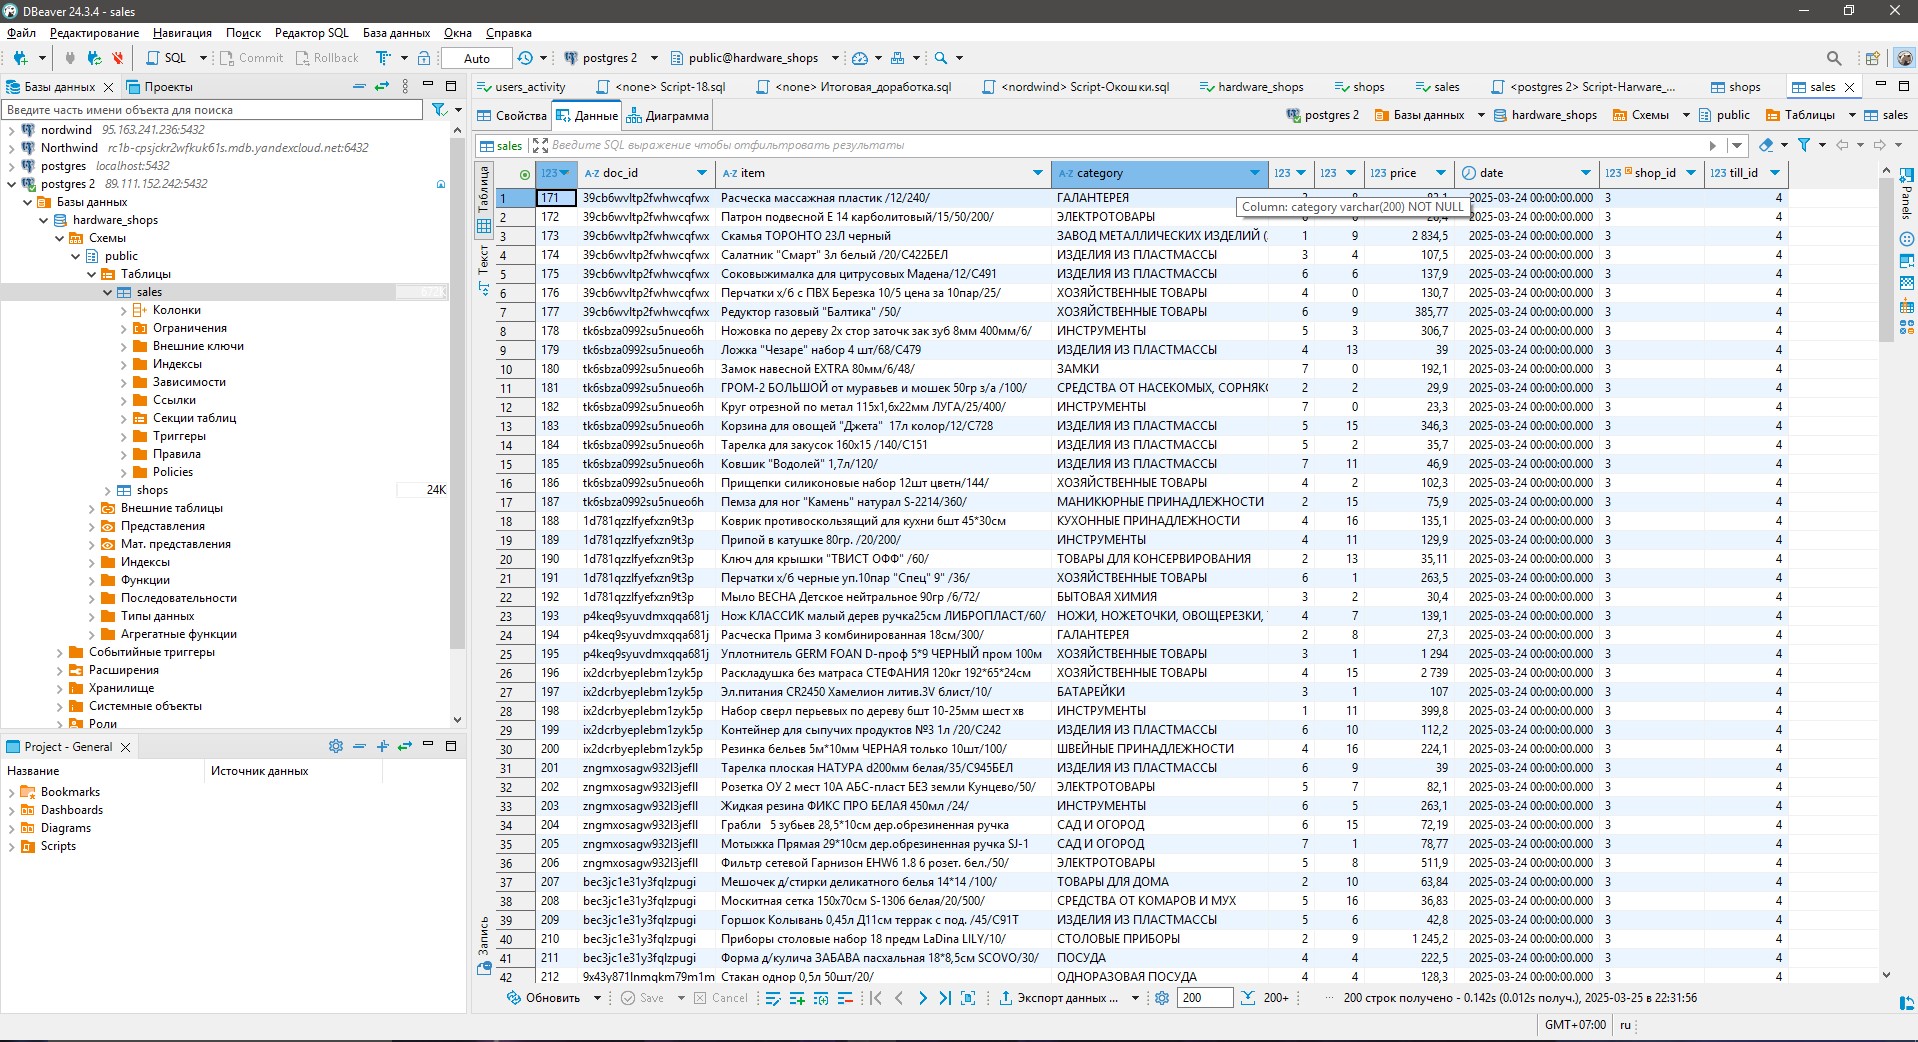 DBeaver 24.3.4 - sales
Файл Редактирование Навигация Поиск Редактор SQL База данных Окна Справка
SQL Commit Rollback Auto postgres 2 public@hardware_shops
Базы данных Проекты
users_activity <none> Script-18.sql <none> Итоговая_доработка.sql <nordwind> Script-Окошки.sql hardware_shops shops sales <postgres 2> Script-Harware_... shops sales
Введите часть имени объекта для поиска
Свойства Данные Диаграмма
postgres 2 Базы данных hardware_shops Схемы public Таблицы sales
sales Введите SQL выражение чтобы отфильтровать результаты
nordwind 95.163.241.236:5432
Northwind rc1b-cpsjckr2wfkuk61s.mdb.yandexcloud.net:6432
postgres localhost:5432
postgres 2 89.111.152.242:5432
Базы данных
hardware_shops
Схемы
public
Таблицы
sales
Колонки
Ограничения
Внешние ключи
Индексы
Зависимости
Ссылки
Секции таблиц
Триггеры
Правила
Policies
shops 24K
Внешние таблицы
Представления
Мат. представления
Индексы
Функции
Последовательности
Типы данных
Агрегатные функции
Событийные триггеры
Расширения
Хранилище
Системные объекты
Роли
Project - General
Название Источник данных
Bookmarks
Dashboards
Diagrams
Scripts
Таблица
Текст
Запись
Panels
123 A-Z doc_id A-Z item A-Z category 123 123 123 price date 123 shop_id 123 till_id
1 171 39cb6wvltp2fwhwcqfwx Расческа массажная пластик /12/240/ ГАЛАНТЕРЕЯ 2025-03-24 00:00:00.000 3 4
Column: category varchar(200) NOT NULL
2 172 39cb6wvltp2fwhwcqfwx Патрон подвесной Е 14 карболитовый/15/50/200/ ЭЛЕКТРОТОВАРЫ 2025-03-24 00:00:00.000 3 4
3 173 39cb6wvltp2fwhwcqfwx Скамья ТОРОНТО 23Л черный ЗАВОД МЕТАЛЛИЧЕСКИХ ИЗДЕЛИЙ ( 1 9 2 834,5 2025-03-24 00:00:00.000 3 4
4 174 39cb6wvltp2fwhwcqfwx Салатник "Смарт" 3л белый /20/С422БЕЛ ИЗДЕЛИЯ ИЗ ПЛАСТМАССЫ 3 4 107,5 2025-03-24 00:00:00.000 3 4
5 175 39cb6wvltp2fwhwcqfwx Соковыжималка для цитрусовых Мадена/12/С491 ИЗДЕЛИЯ ИЗ ПЛАСТМАССЫ 6 6 137,9 2025-03-24 00:00:00.000 3 4
6 176 39cb6wvltp2fwhwcqfwx Перчатки х/б с ПВХ Березка 10/5 цена за 10пар/25/ ХОЗЯЙСТВЕННЫЕ ТОВАРЫ 4 0 130,7 2025-03-24 00:00:00.000 3 4
7 177 39cb6wvltp2fwhwcqfwx Редуктор газовый "Балтика" /50/ ХОЗЯЙСТВЕННЫЕ ТОВАРЫ 6 9 385,77 2025-03-24 00:00:00.000 3 4
8 178 tk6sbza0992su5nueo6h Ножовка по дереву 2х стор заточк зак зуб 8мм 400мм/6/ ИНСТРУМЕНТЫ 5 3 306,7 2025-03-24 00:00:00.000 3 4
9 179 tk6sbza0992su5nueo6h Ложка "Чезаре" набор 4 шт/68/С479 ИЗДЕЛИЯ ИЗ ПЛАСТМАССЫ 4 13 39 2025-03-24 00:00:00.000 3 4
10 180 tk6sbza0992su5nueo6h Замок навесной EXTRA 80мм/6/48/ ЗАМКИ 7 0 192,1 2025-03-24 00:00:00.000 3 4
11 181 tk6sbza0992su5nueo6h ГРОМ-2 БОЛЬШОЙ от муравьев и мошек 50гр з/а /100/ СРЕДСТВА ОТ НАСЕКОМЫХ, СОРНЯКО 2 2 29,9 2025-03-24 00:00:00.000 3 4
12 182 tk6sbza0992su5nueo6h Круг отрезной по метал 115х1,6х22мм ЛУГА/25/400/ ИНСТРУМЕНТЫ 7 0 23,3 2025-03-24 00:00:00.000 3 4
13 183 tk6sbza0992su5nueo6h Корзина для овощей "Джета" 17л колор/12/С728 ИЗДЕЛИЯ ИЗ ПЛАСТМАССЫ 5 15 346,3 2025-03-24 00:00:00.000 3 4
14 184 tk6sbza0992su5nueo6h Тарелка для закусок 160х15 /140/С151 ИЗДЕЛИЯ ИЗ ПЛАСТМАССЫ 5 2 35,7 2025-03-24 00:00:00.000 3 4
15 185 tk6sbza0992su5nueo6h Ковшик "Водолей" 1,7л/120/ ИЗДЕЛИЯ ИЗ ПЛАСТМАССЫ 7 11 46,9 2025-03-24 00:00:00.000 3 4
16 186 tk6sbza0992su5nueo6h Прищепки силиконовые набор 12шт цветн/144/ ХОЗЯЙСТВЕННЫЕ ТОВАРЫ 4 2 102,3 2025-03-24 00:00:00.000 3 4
17 187 tk6sbza0992su5nueo6h Пемза для ног "Камень" натурал S-2214/360/ МАНИКЮРНЫЕ ПРИНАДЛЕЖНОСТИ 2 15 75,9 2025-03-24 00:00:00.000 3 4
18 188 1d781qzzlfyefxzn9t3p Коврик противоскользящий для кухни 6шт 45*30см КУХОННЫЕ ПРИНАДЛЕЖНОСТИ 4 16 135,1 2025-03-24 00:00:00.000 3 4
19 189 1d781qzzlfyefxzn9t3p Припой в катушке 80гр. /20/200/ ИНСТРУМЕНТЫ 4 11 129,9 2025-03-24 00:00:00.000 3 4
20 190 1d781qzzlfyefxzn9t3p Ключ для крышки "ТВИСТ ОФФ" /60/ ТОВАРЫ ДЛЯ КОНСЕРВИРОВАНИЯ 2 13 35,11 2025-03-24 00:00:00.000 3 4
21 191 1d781qzzlfyefxzn9t3p Перчатки х/б черные уп.10пар "Спец" 9" /36/ ХОЗЯЙСТВЕННЫЕ ТОВАРЫ 6 1 263,5 2025-03-24 00:00:00.000 3 4
22 192 1d781qzzlfyefxzn9t3p Мыло ВЕСНА Детское нейтральное 90гр /6/72/ БЫТОВАЯ ХИМИЯ 3 2 30,4 2025-03-24 00:00:00.000 3 4
23 193 p4keq9syuvdmxqqa681j Нож КЛАССИК малый дерев ручка25см ЛИБРОПЛАСТ/60/ НОЖИ, НОЖЕТОЧКИ, ОВОЩЕРЕЗКИ, 4 7 139,1 2025-03-24 00:00:00.000 3 4
24 194 p4keq9syuvdmxqqa681j Расческа Прима 3 комбинированная 18см/300/ ГАЛАНТЕРЕЯ 2 8 27,3 2025-03-24 00:00:00.000 3 4
25 195 p4keq9syuvdmxqqa681j Уплотнитель GERM FOAN D-проф 5*9 ЧЕРНЫЙ пром 100м ХОЗЯЙСТВЕННЫЕ ТОВАРЫ 3 1 1 294 2025-03-24 00:00:00.000 3 4
26 196 ix2dcrbyeplebm1zyk5p Раскладушка без матраса СТЕФАНИЯ 120кг 192*65*24см ХОЗЯЙСТВЕННЫЕ ТОВАРЫ 4 15 2 739 2025-03-24 00:00:00.000 3 4
27 197 ix2dcrbyeplebm1zyk5p Эл.питания CR2450 Хамелион литив.3V блист/10/ БАТАРЕЙКИ 3 1 107 2025-03-24 00:00:00.000 3 4
28 198 ix2dcrbyeplebm1zyk5p Набор сверл перьевых по дереву 6шт 10-25мм шест хв ИНСТРУМЕНТЫ 1 11 399,8 2025-03-24 00:00:00.000 3 4
29 199 ix2dcrbyeplebm1zyk5p Контейнер для сыпучих продуктов №3 1л /20/С242 ИЗДЕЛИЯ ИЗ ПЛАСТМАССЫ 6 10 112,2 2025-03-24 00:00:00.000 3 4
30 200 ix2dcrbyeplebm1zyk5p Резинка бельев 5м*10мм ЧЕРНАЯ только 10шт/100/ ШВЕЙНЫЕ ПРИНАДЛЕЖНОСТИ 4 16 224,1 2025-03-24 00:00:00.000 3 4
31 201 zngmxosagw932l3jefll Тарелка плоская НАТУРА d200мм белая/35/С945БЕЛ ИЗДЕЛИЯ ИЗ ПЛАСТМАССЫ 6 9 39 2025-03-24 00:00:00.000 3 4
32 202 zngmxosagw932l3jefll Розетка ОУ 2 мест 10А АБС-пласт БЕЗ земли Кунцево/50/ ЭЛЕКТРОТОВАРЫ 5 7 82,1 2025-03-24 00:00:00.000 3 4
33 203 zngmxosagw932l3jefll Жидкая резина ФИКС ПРО БЕЛАЯ 450мл /24/ ИНСТРУМЕНТЫ 6 5 263,1 2025-03-24 00:00:00.000 3 4
34 204 zngmxosagw932l3jefll Грабли 5 зубьев 28,5*10см дер.обрезиненная ручка САД И ОГОРОД 6 15 72,19 2025-03-24 00:00:00.000 3 4
35 205 zngmxosagw932l3jefll Мотыжка Прямая 29*10см дер.обрезиненная ручка SJ-1 САД И ОГОРОД 7 1 78,77 2025-03-24 00:00:00.000 3 4
36 206 zngmxosagw932l3jefll Фильтр сетевой Гарнизон EHW6 1.8 6 розет. бел./50/ ЭЛЕКТРОТОВАРЫ 5 8 511,9 2025-03-24 00:00:00.000 3 4
37 207 bec3jc1e31y3fqlzpugi Мешочек д/стирки деликатного белья 14*14 /100/ ТОВАРЫ ДЛЯ ДОМА 2 10 63,84 2025-03-24 00:00:00.000 3 4
38 208 bec3jc1e31y3fqlzpugi Москитная сетка 150х70см S-1306 белая/20/500/ СРЕДСТВА ОТ КОМАРОВ И МУХ 5 16 36,83 2025-03-24 00:00:00.000 3 4
39 209 bec3jc1e31y3fqlzpugi Горшок Колывань 0,45л Д11см террак с под. /45/С91Т ИЗДЕЛИЯ ИЗ ПЛАСТМАССЫ 5 6 42,8 2025-03-24 00:00:00.000 3 4
40 210 bec3jc1e31y3fqlzpugi Приборы столовые набор 18 предм LaDina LILY/10/ СТОЛОВЫЕ ПРИБОРЫ 2 9 1 245,2 2025-03-24 00:00:00.000 3 4
41 211 bec3jc1e31y3fqlzpugi Форма д/кулича ЗАБАВА пасхальная 18*8,5см SCOVO/30/ ПОСУДА 4 4 222,5 2025-03-24 00:00:00.000 3 4
42 212 9x43y871lnmqkm79m1m Стакан однор 0,5л 50шт/20/ ОДНОРАЗОВАЯ ПОСУДА 4 4 128,3 2025-03-24 00:00:00.000 3 4
Обновить Save Cancel Экспорт данных ... 200 200+ ··· 200 строк получено - 0.142s (0.012s получ.), 2025-03-25 в 22:31:56
GMT+07:00 ru